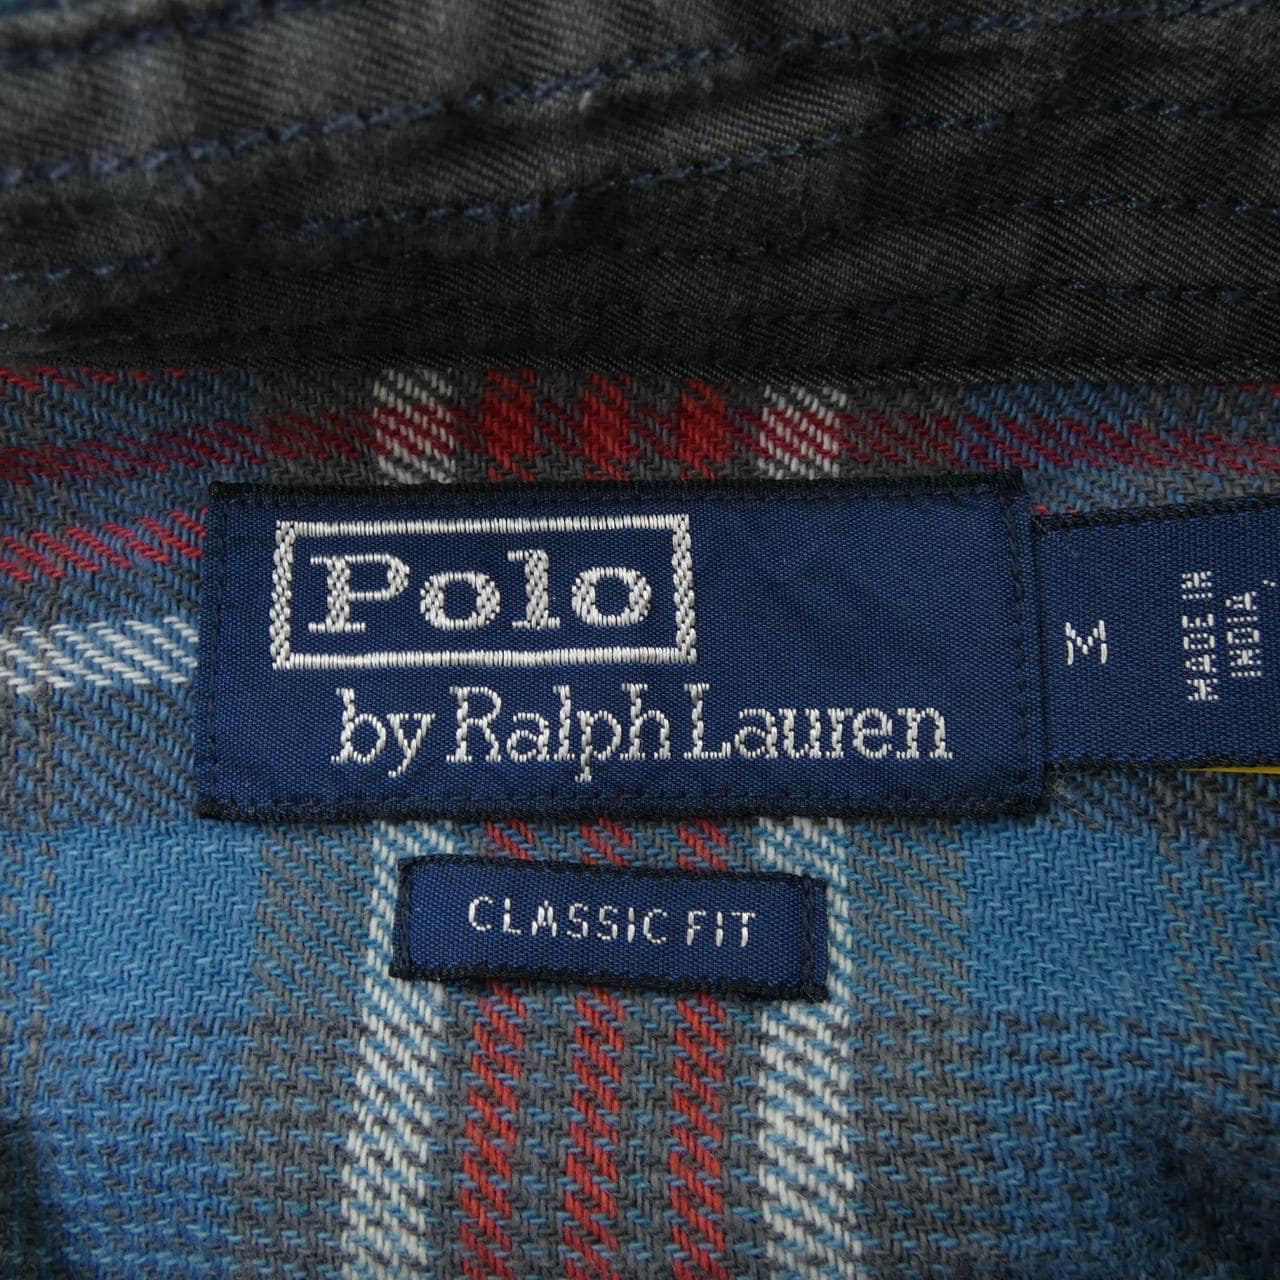 Polo
by Ralph Lauren
M
MADE IN
INDIA
CLASSIC FIT